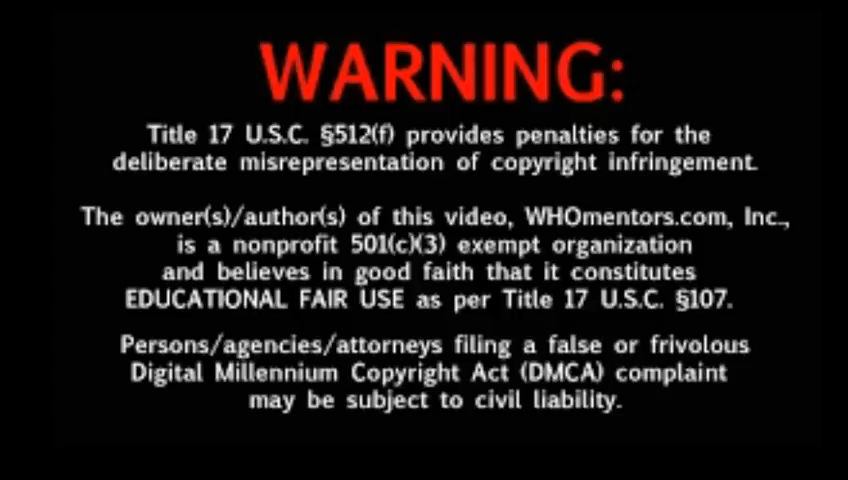 WARNING:
Title 17 U.S.C. §512(f) provides penalties for the
deliberate misrepresentation of copyright infringement.
The owner(s)/author(s) of this video, WHOmentors.com, Inc.,
is a nonprofit 501(c)(3) exempt organization
and believes in good faith that it constitutes
EDUCATIONAL FAIR USE as per Title 17 U.S.C. §107.
Persons/agencies/attorneys filing a false or frivolous
Digital Millennium Copyright Act (DMCA) complaint
may be subject to civil liability.